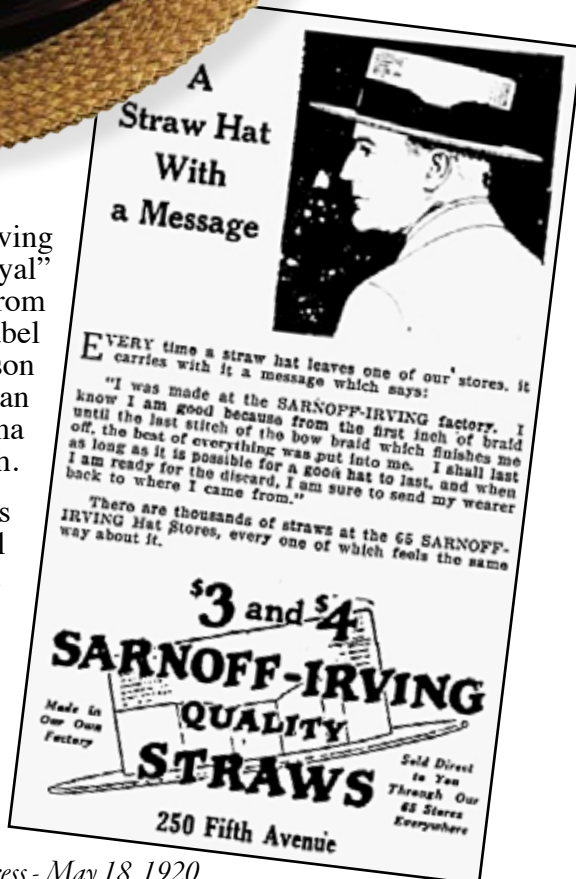 A
Straw Hat
With
a Message
EVERY time a straw hat leaves one of our stores, it
carries with it a message which says:
"I was made at the SARNOFF-IRVING factory. I
know I am good because from the first inch of braid
until the last stitch of the bow braid which finishes me
off, the best of everything was put into me. I shall last
as long as it is possible for a good hat to last, and when
I am ready for the discard, I am sure to send my wearer
back to where I came from."
There are thousands of straws at the 65 SARNOFF-
IRVING Hat Stores, every one of which feels the same
way about it.
$3 and $4
SARNOFF-IRVING
QUALITY
STRAWS
Made in
Our Own
Factory
Sold Direct
to You
Through Our
65 Stores
Everywhere
250 Fifth Avenue
ving
yal”
rom
bel
son
an
na
n.
s
l
ress - May 18, 1920